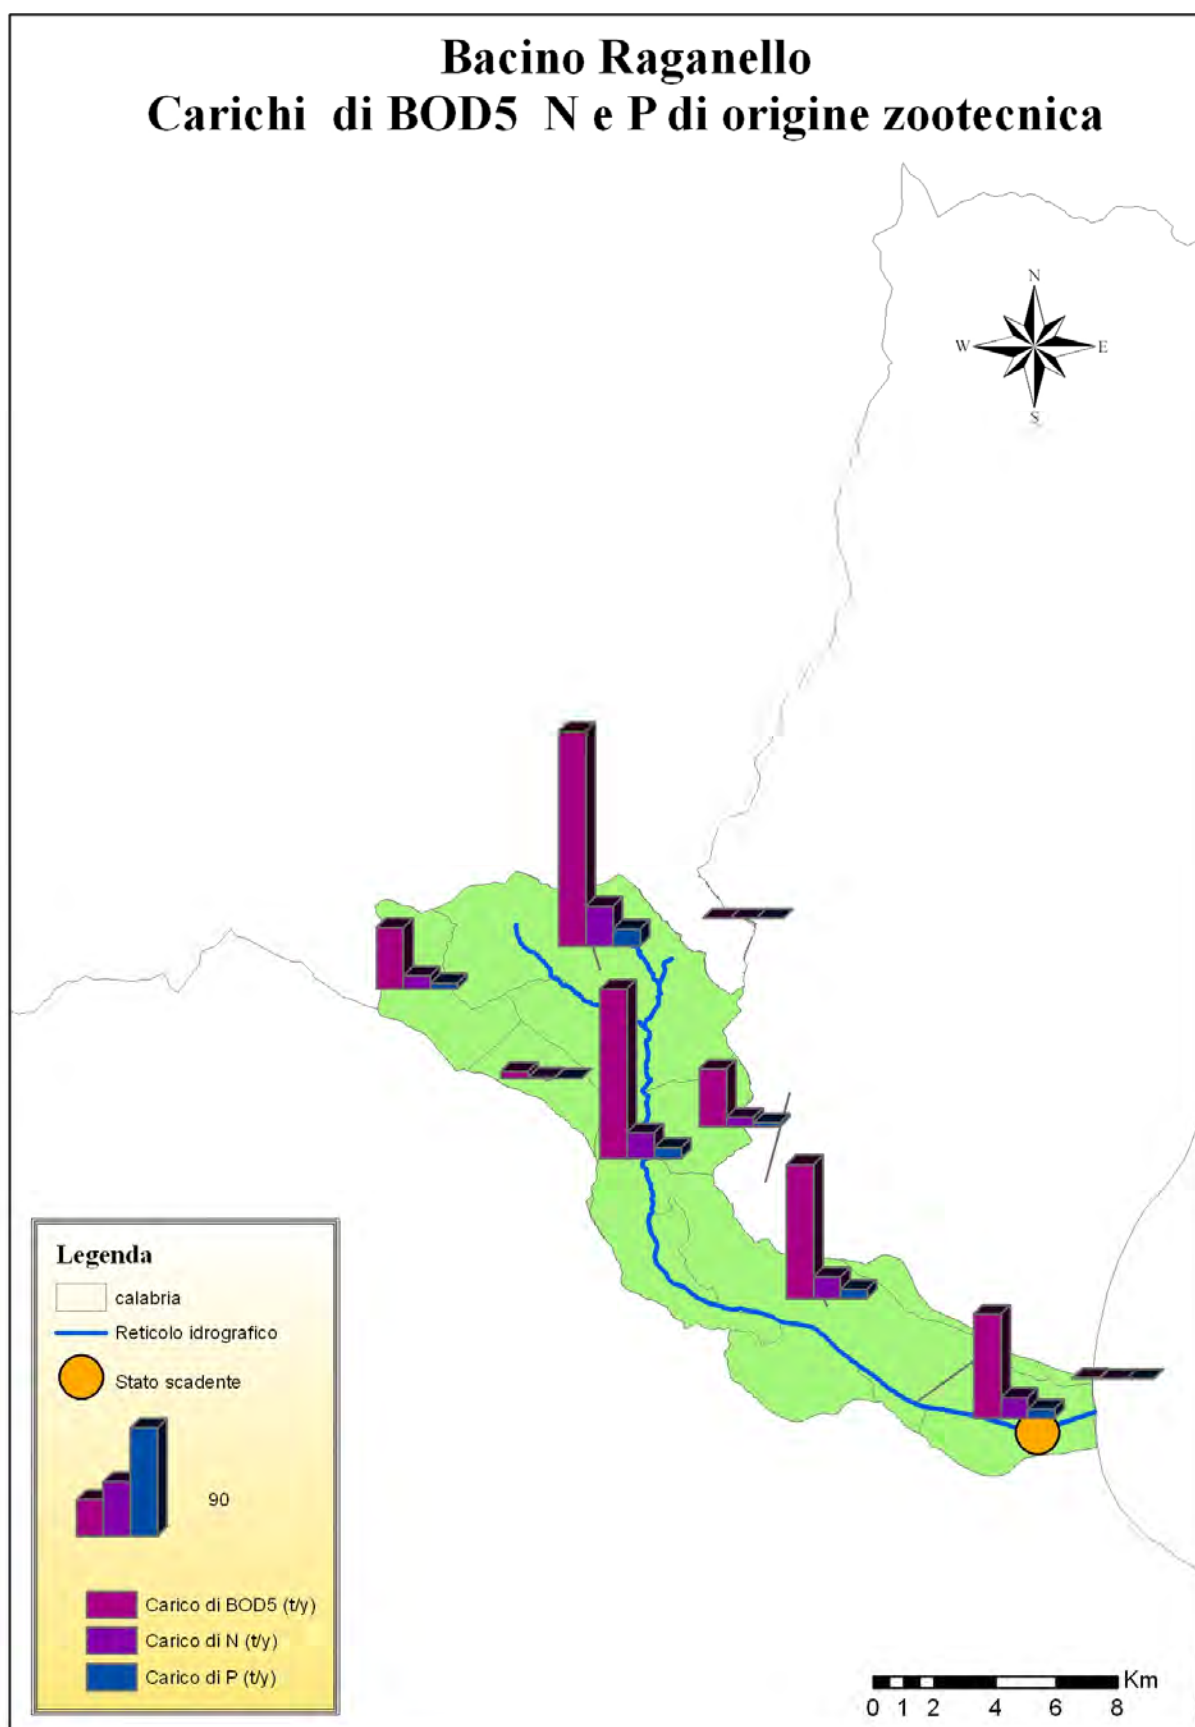 Bacino Raganello
Carichi di BOD5 N e P di origine zootecnica
N
W E
S
Legenda
calabria
Reticolo idrografico
Stato scadente
90
Carico di BOD5 (t/y)
Carico di N (t/y)
Carico di P (t/y)
Km
0 1 2 4 6 8